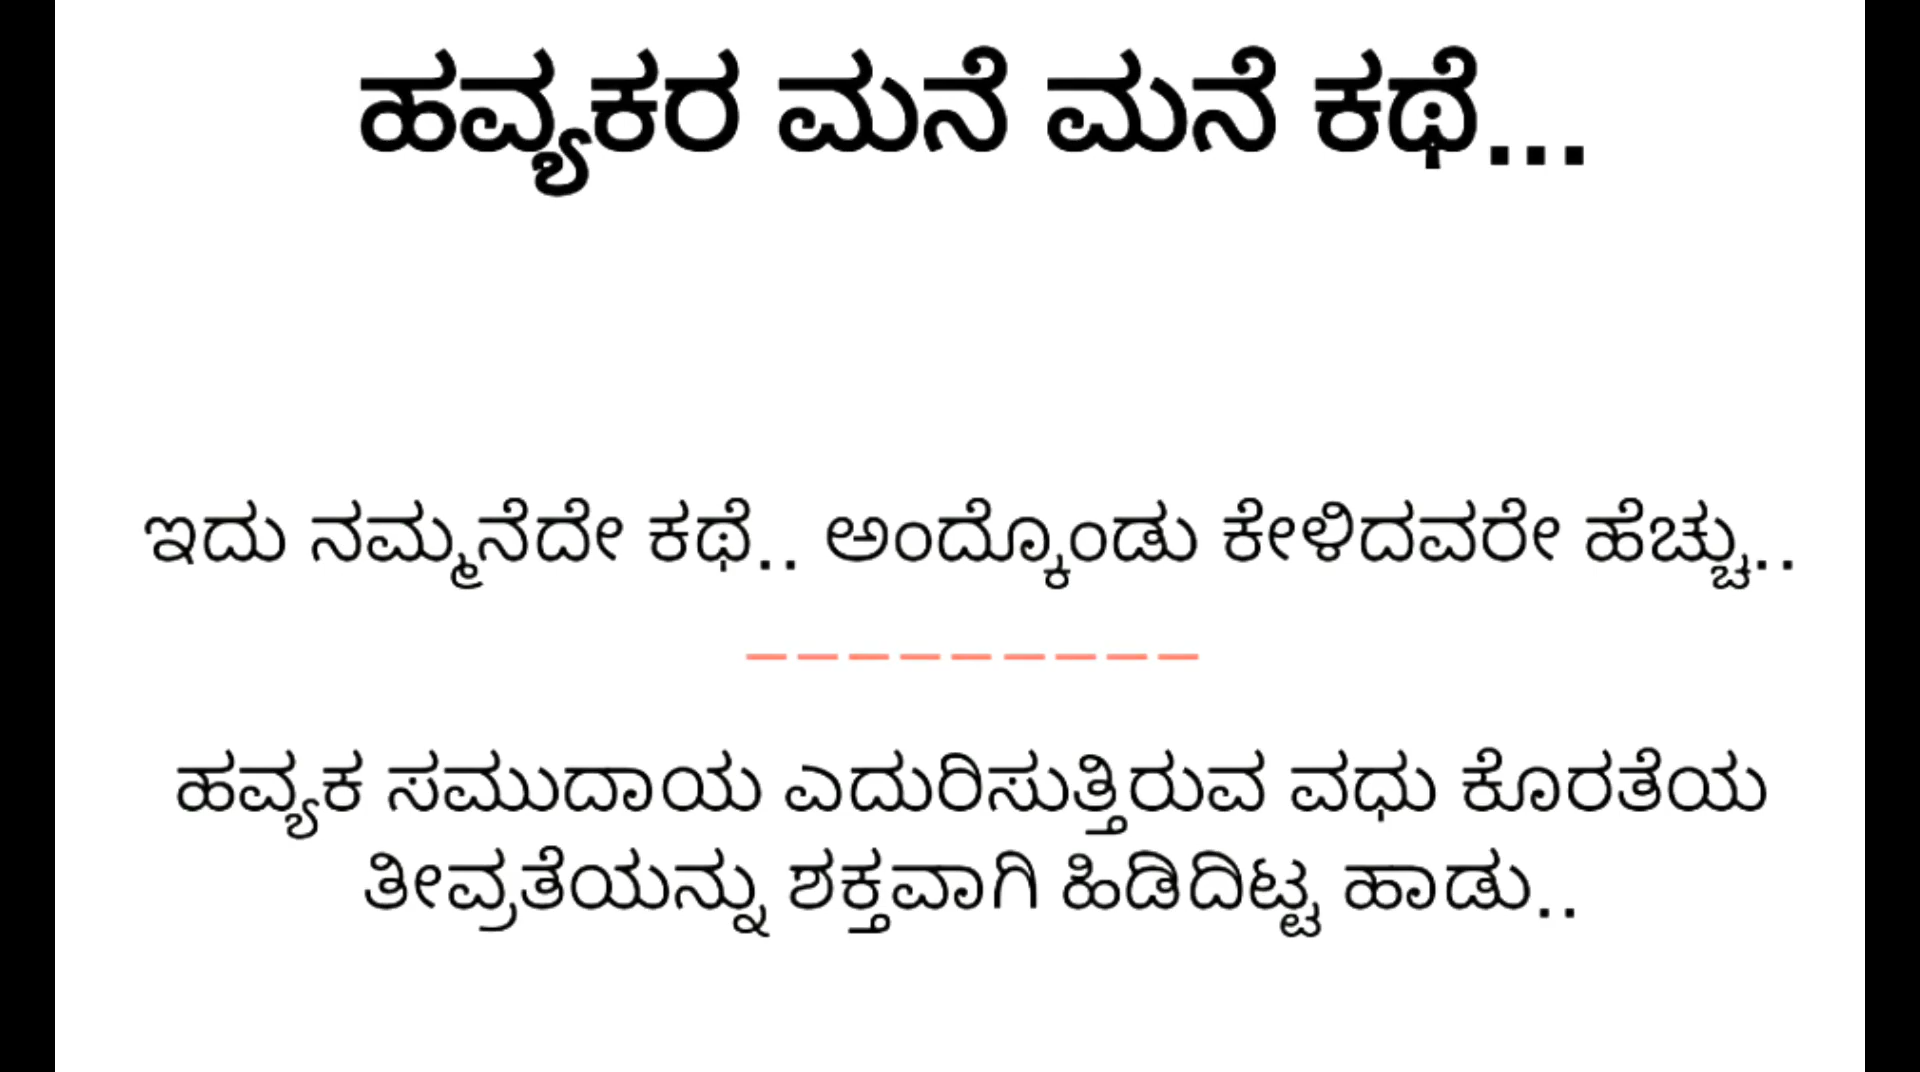 ಹವ್ಯಕರ ಮನೆ ಮನೆ ಕಥೆ...
ಇದು ನಮ್ಮನೆದೇ ಕಥೆ.. ಅಂದ್ಕೊಂಡು ಕೇಳಿದವರೇ ಹೆಚ್ಚು..
_ _ _ _ _ _ _ _ _
ಹವ್ಯಕ ಸಮುದಾಯ ಎದುರಿಸುತ್ತಿರುವ ವಧು ಕೊರತೆಯ
ತೀವ್ರತೆಯನ್ನು ಶಕ್ತವಾಗಿ ಹಿಡಿದಿಟ್ಟ ಹಾಡು..